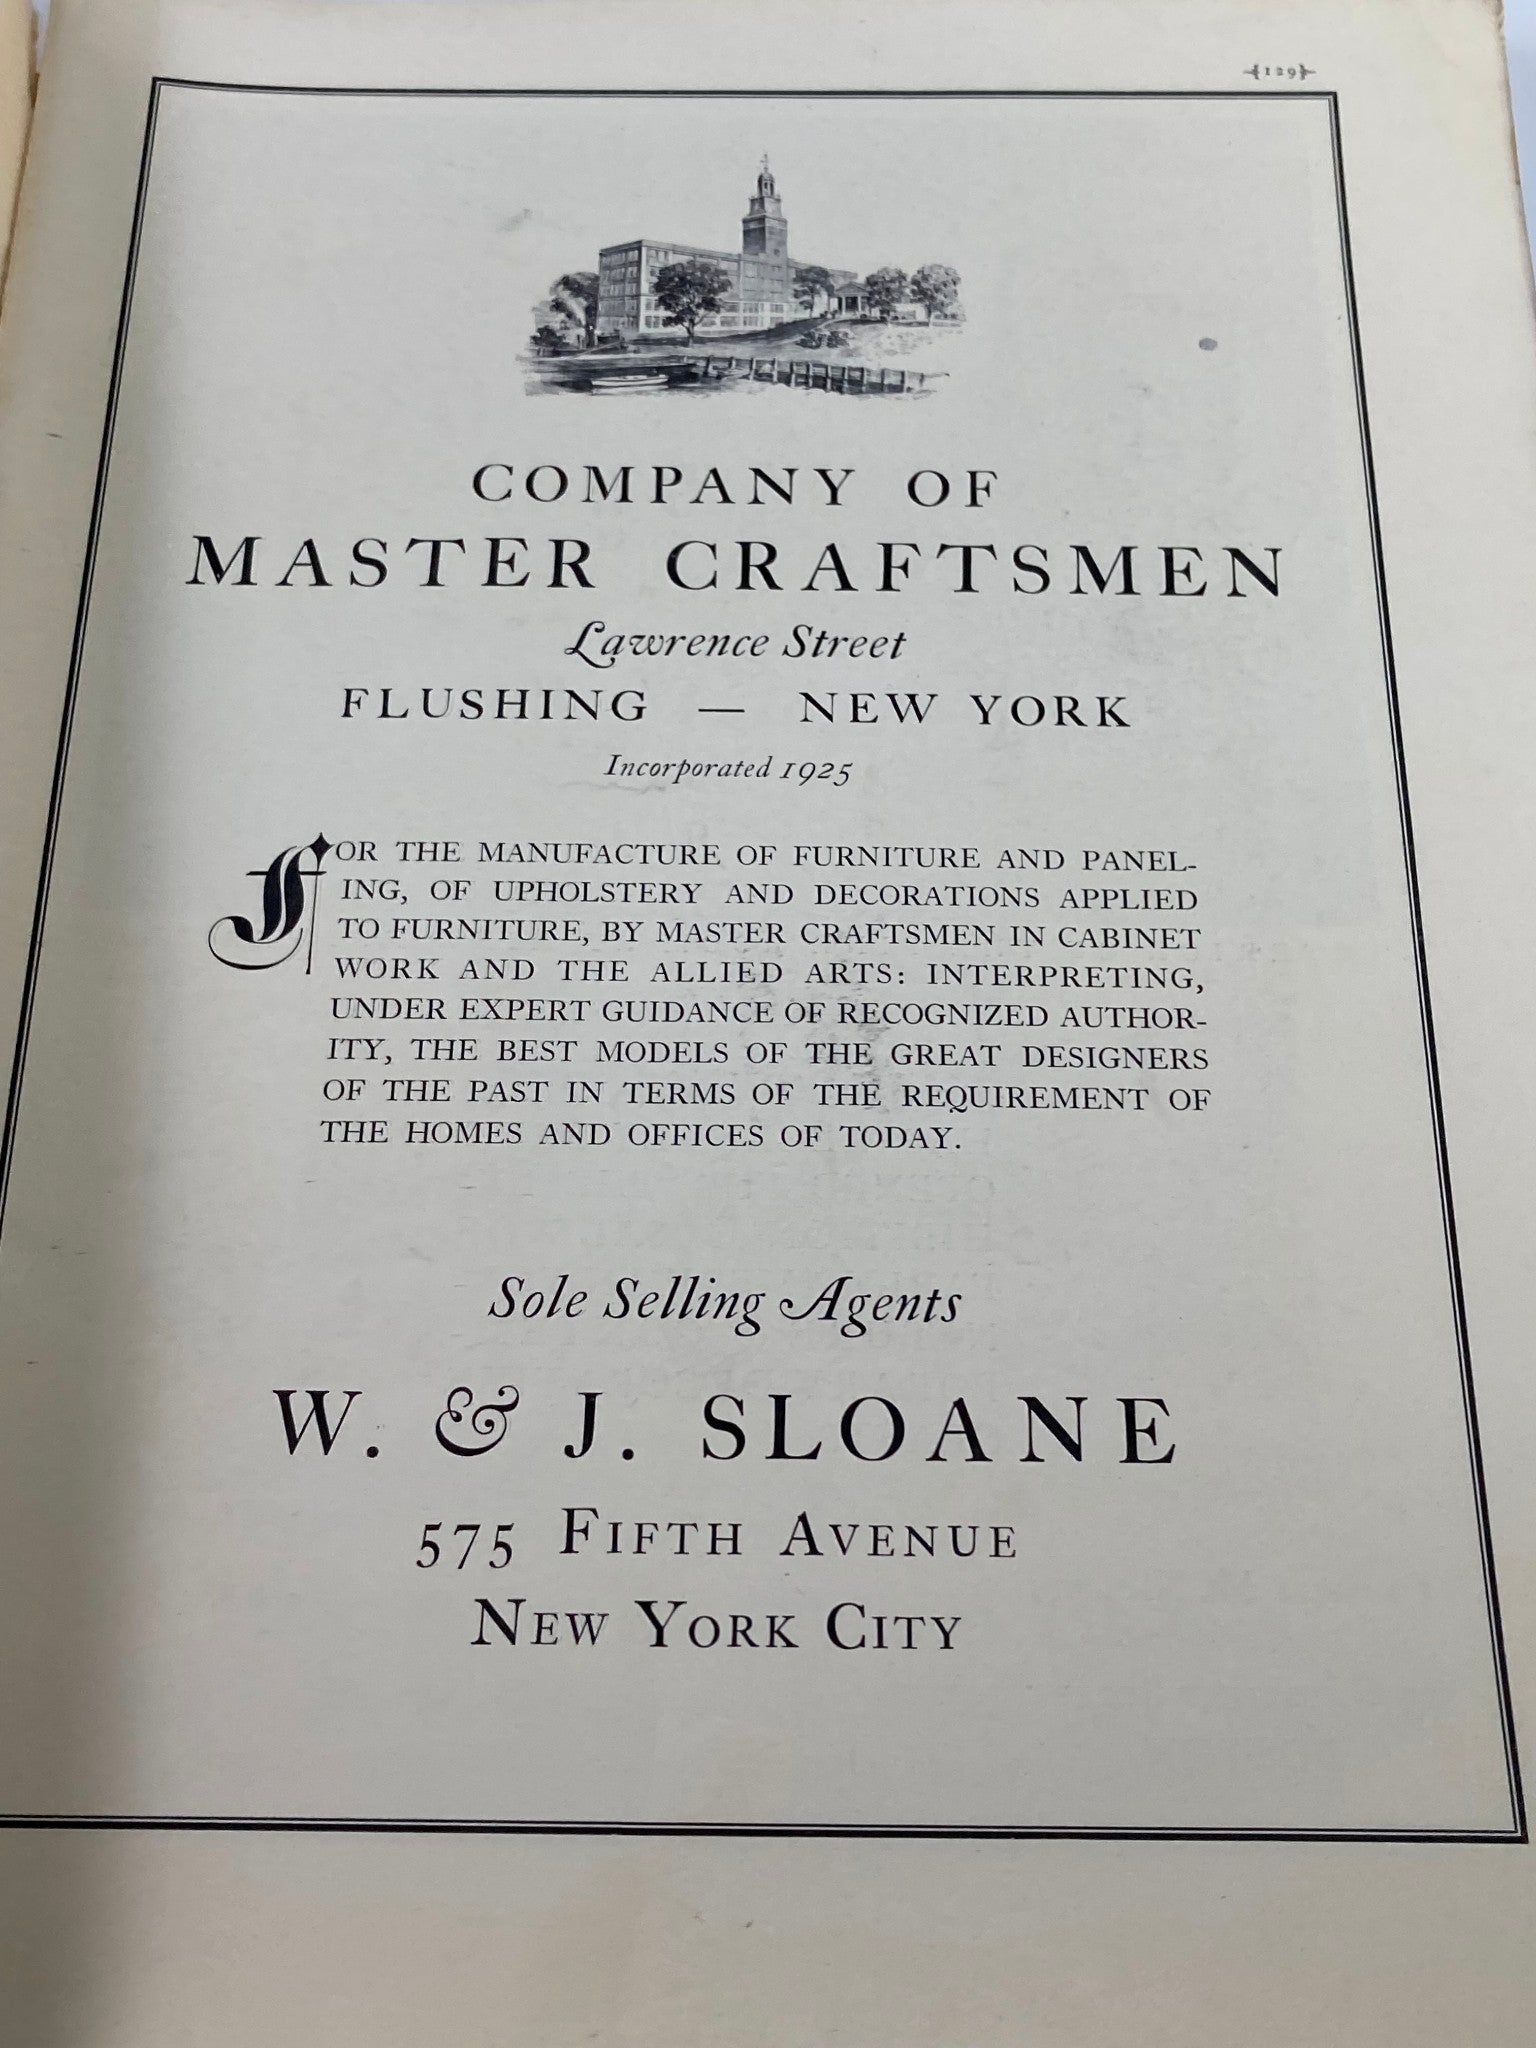 129
COMPANY OF
MASTER CRAFTSMEN
Lawrence Street
FLUSHING — NEW YORK
Incorporated 1925
FOR THE MANUFACTURE OF FURNITURE AND PANEL-
ING, OF UPHOLSTERY AND DECORATIONS APPLIED
TO FURNITURE, BY MASTER CRAFTSMEN IN CABINET
WORK AND THE ALLIED ARTS: INTERPRETING,
UNDER EXPERT GUIDANCE OF RECOGNIZED AUTHOR-
ITY, THE BEST MODELS OF THE GREAT DESIGNERS
OF THE PAST IN TERMS OF THE REQUIREMENT OF
THE HOMES AND OFFICES OF TODAY.
Sole Selling Agents
W. & J. SLOANE
575 FIFTH AVENUE
NEW YORK CITY